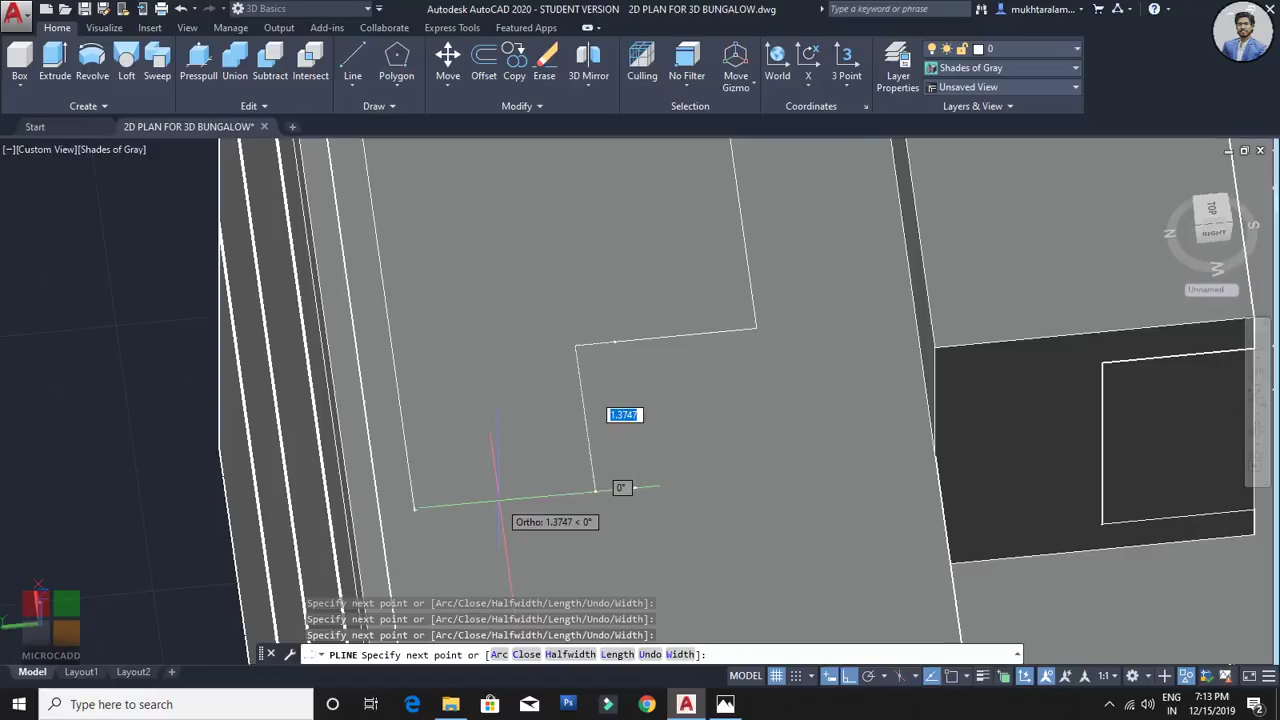 3D Basics
Autodesk AutoCAD 2020 - STUDENT VERSION 2D PLAN FOR 3D BUNGALOW.dwg
Type a keyword or phrase
mukhtaralam...
Home Visualize Insert View Manage Output Add-ins Collaborate Express Tools Featured Apps
Box Extrude Revolve Loft Sweep Presspull Union Subtract Intersect Line Polygon Move Offset Copy Erase 3D Mirror Culling No Filter Move Gizmo World X 3 Point Layer Properties
0
Shades of Gray
Unsaved View
Create Edit Draw Modify Selection Coordinates Layers & View
Start 2D PLAN FOR 3D BUNGALOW*
[−][Custom View][Shades of Gray]
TOP
RIGHT
N
S
W
Unnamed
1.3747
0°
Ortho: 1.3747 < 0°
X
Y
MICROCADD
Specify next point or [Arc/Close/Halfwidth/Length/Undo/Width]:
Specify next point or [Arc/Close/Halfwidth/Length/Undo/Width]:
Specify next point or [Arc/Close/Halfwidth/Length/Undo/Width]:
PLINE Specify next point or [Arc Close Halfwidth Length Undo Width]:
Model Layout1 Layout2
MODEL
1:1
Type here to search
ENG
IN
7:13 PM
12/15/2019
2